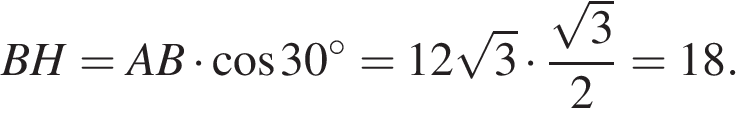 BH = AB · cos 30° = 12√3 · √3/2 = 18.